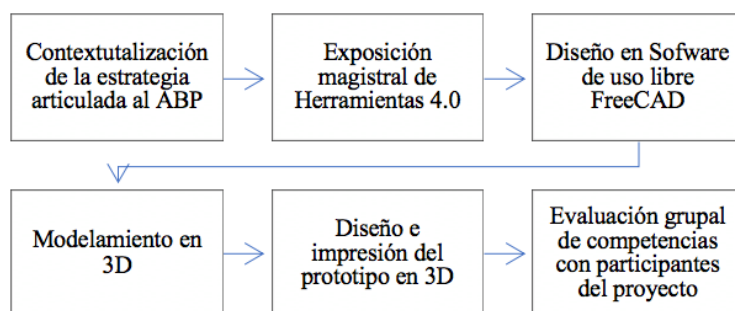 Contextutalización
de la estrategia
articulada al ABP
Exposición
magistral de
Herramientas 4.0
Diseño en Sofware
de uso libre
FreeCAD
Modelamiento en
3D
Diseño e
impresión del
prototipo en 3D
Evaluación grupal
de competencias
con participantes
del proyecto